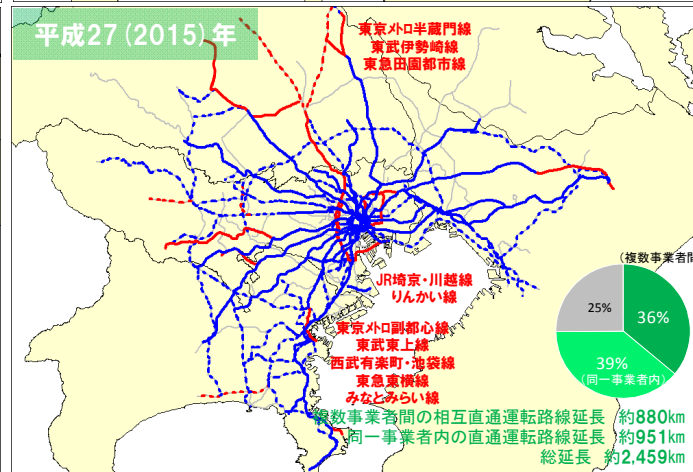 平成27(2015)年
東京メトロ半蔵門線
東武伊勢崎線
東急田園都市線
JR埼京・川越線
りんかい線
東京メトロ副都心線
東武東上線
西武有楽町・池袋線
東急東横線
みなとみらい線
(複数事業者間
25%
36%
39%
(同一事業者内)
複数事業者間の相互直通運転路線延長 約880km
同一事業者内の直通運転路線延長 約951km
総延長 約2,459km